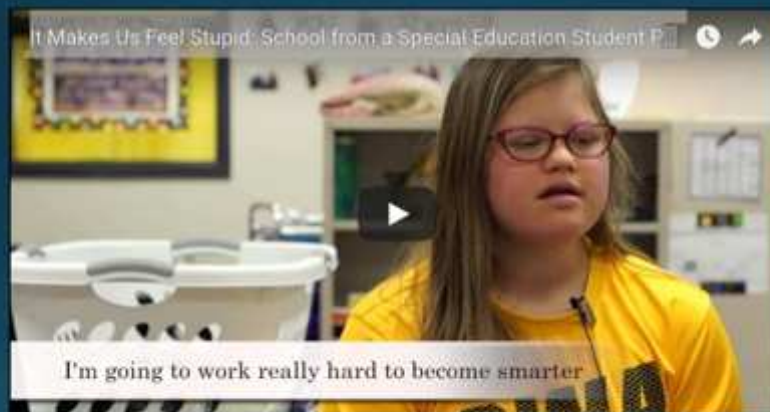 It Makes Us Feel Stupid: School from a Special Education Student P...
I'm going to work really hard to become smarter